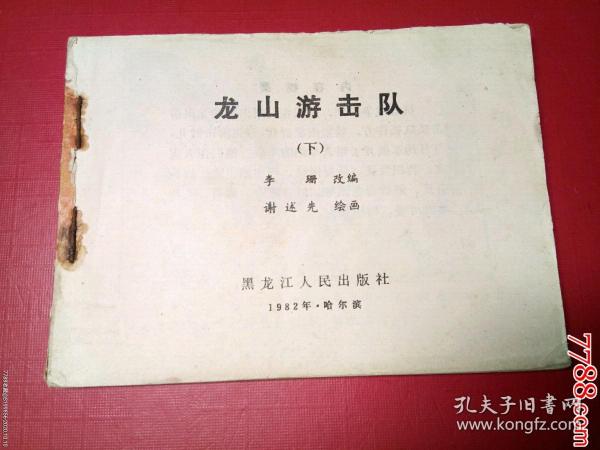 龙山游击队
(下)
李 珊 改编
谢述先 绘画
黑龙江人民出版社
1982年·哈尔滨
7788.com
孔夫子旧书网
www.kongfz.com